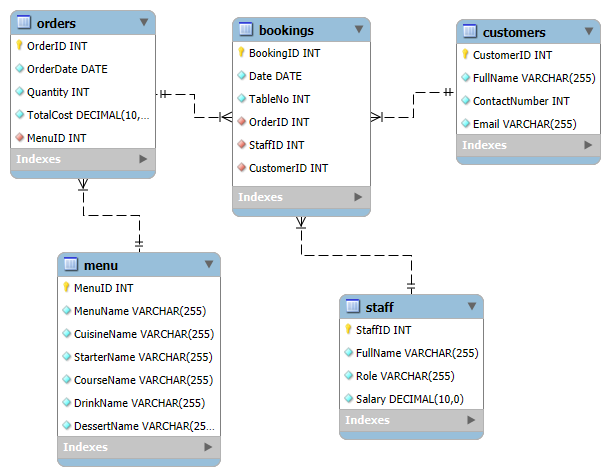 orders
OrderID INT
OrderDate DATE
Quantity INT
TotalCost DECIMAL(10,...
MenuID INT
Indexes
bookings
BookingID INT
Date DATE
TableNo INT
OrderID INT
StaffID INT
CustomerID INT
Indexes
customers
CustomerID INT
FullName VARCHAR(255)
ContactNumber INT
Email VARCHAR(255)
Indexes
menu
MenuID INT
MenuName VARCHAR(255)
CuisineName VARCHAR(255)
StarterName VARCHAR(255)
CourseName VARCHAR(255)
DrinkName VARCHAR(255)
DessertName VARCHAR(25...
Indexes
staff
StaffID INT
FullName VARCHAR(255)
Role VARCHAR(255)
Salary DECIMAL(10,0)
Indexes